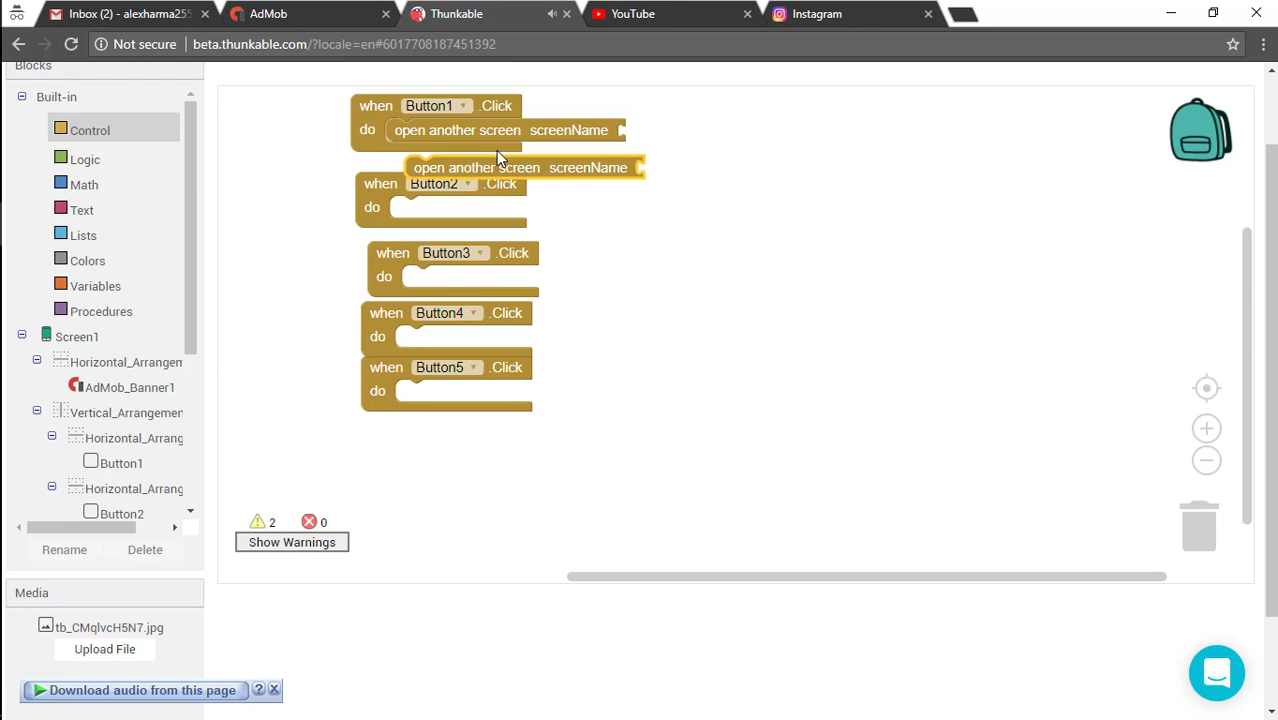 Inbox (2) - alexharma255
AdMob
Thunkable
YouTube
Instagram
Not secure
beta.thunkable.com/?locale=en#6017708187451392
Blocks
Built-in
Control
Logic
Math
Text
Lists
Colors
Variables
Procedures
Screen1
Horizontal_Arrangem
AdMob_Banner1
Vertical_Arrangemen
Horizontal_Arrang
Button1
Horizontal_Arrang
Button2
Rename Delete
Media
tb_CMqlvcH5N7.jpg
Upload File
Download audio from this page ? X
when Button1 .Click
do open another screen screenName
open another screen screenName
when Button2 .Click
do
when Button3 .Click
do
when Button4 .Click
do
when Button5 .Click
do
2 0
Show Warnings